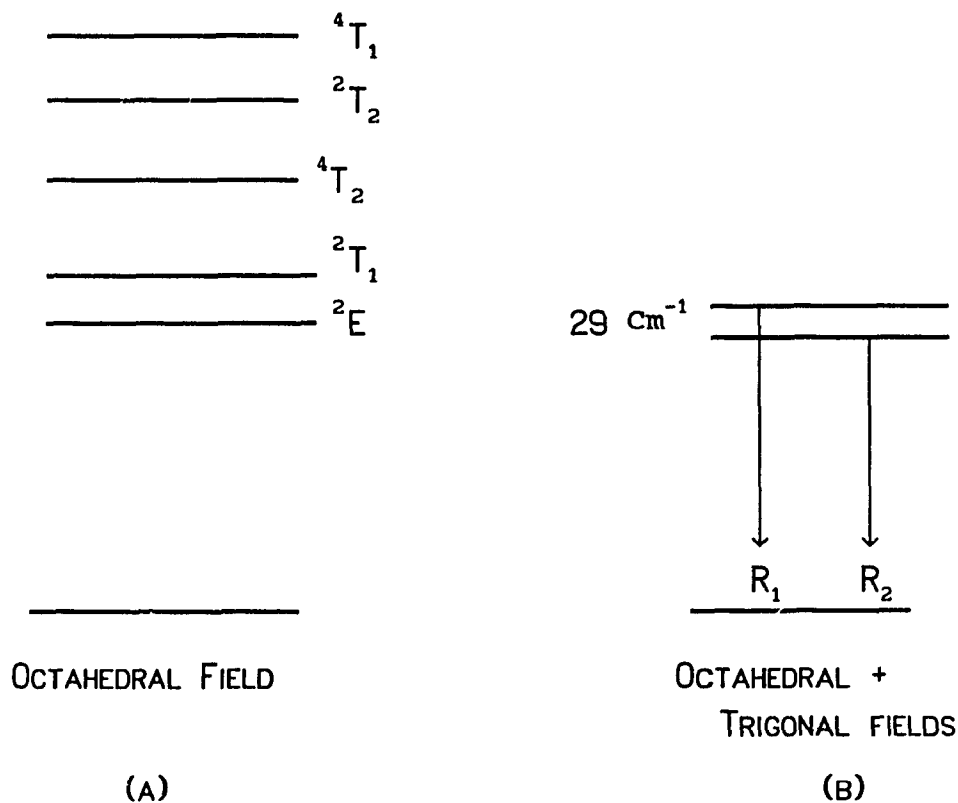 ⁴T₁
²T₂
⁴T₂
²T₁
²E
OCTAHEDRAL FIELD
(A)
29 Cm⁻¹
R₁ R₂
OCTAHEDRAL +
TRIGONAL FIELDS
(B)